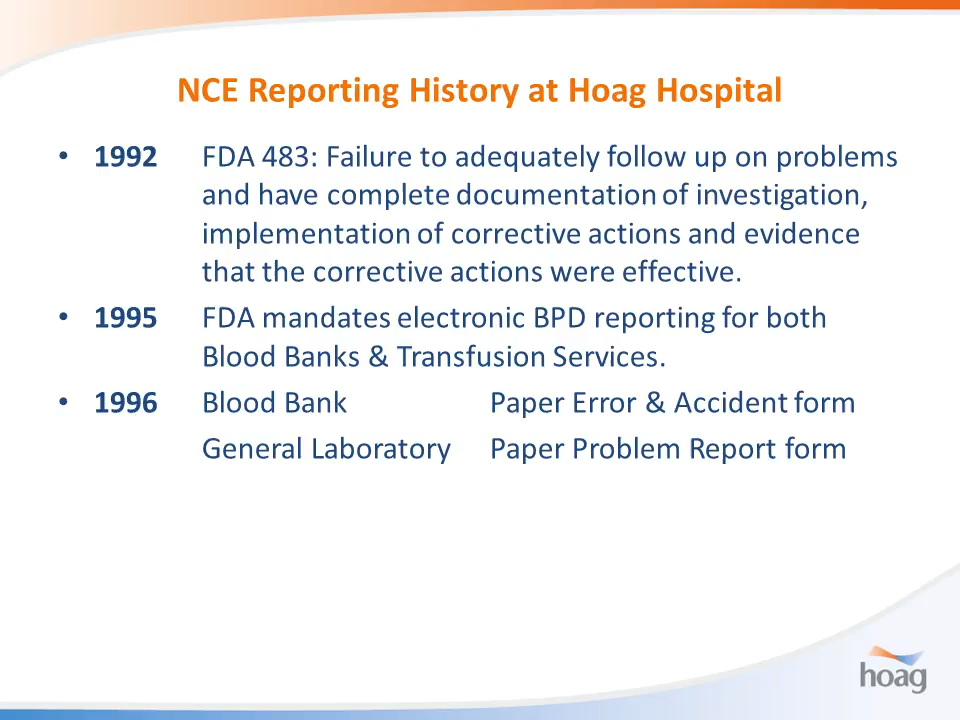 NCE Reporting History at Hoag Hospital
• 1992 FDA 483: Failure to adequately follow up on problems
and have complete documentation of investigation,
implementation of corrective actions and evidence
that the corrective actions were effective.
• 1995 FDA mandates electronic BPD reporting for both
Blood Banks & Transfusion Services.
• 1996 Blood Bank Paper Error & Accident form
General Laboratory Paper Problem Report form
hoag